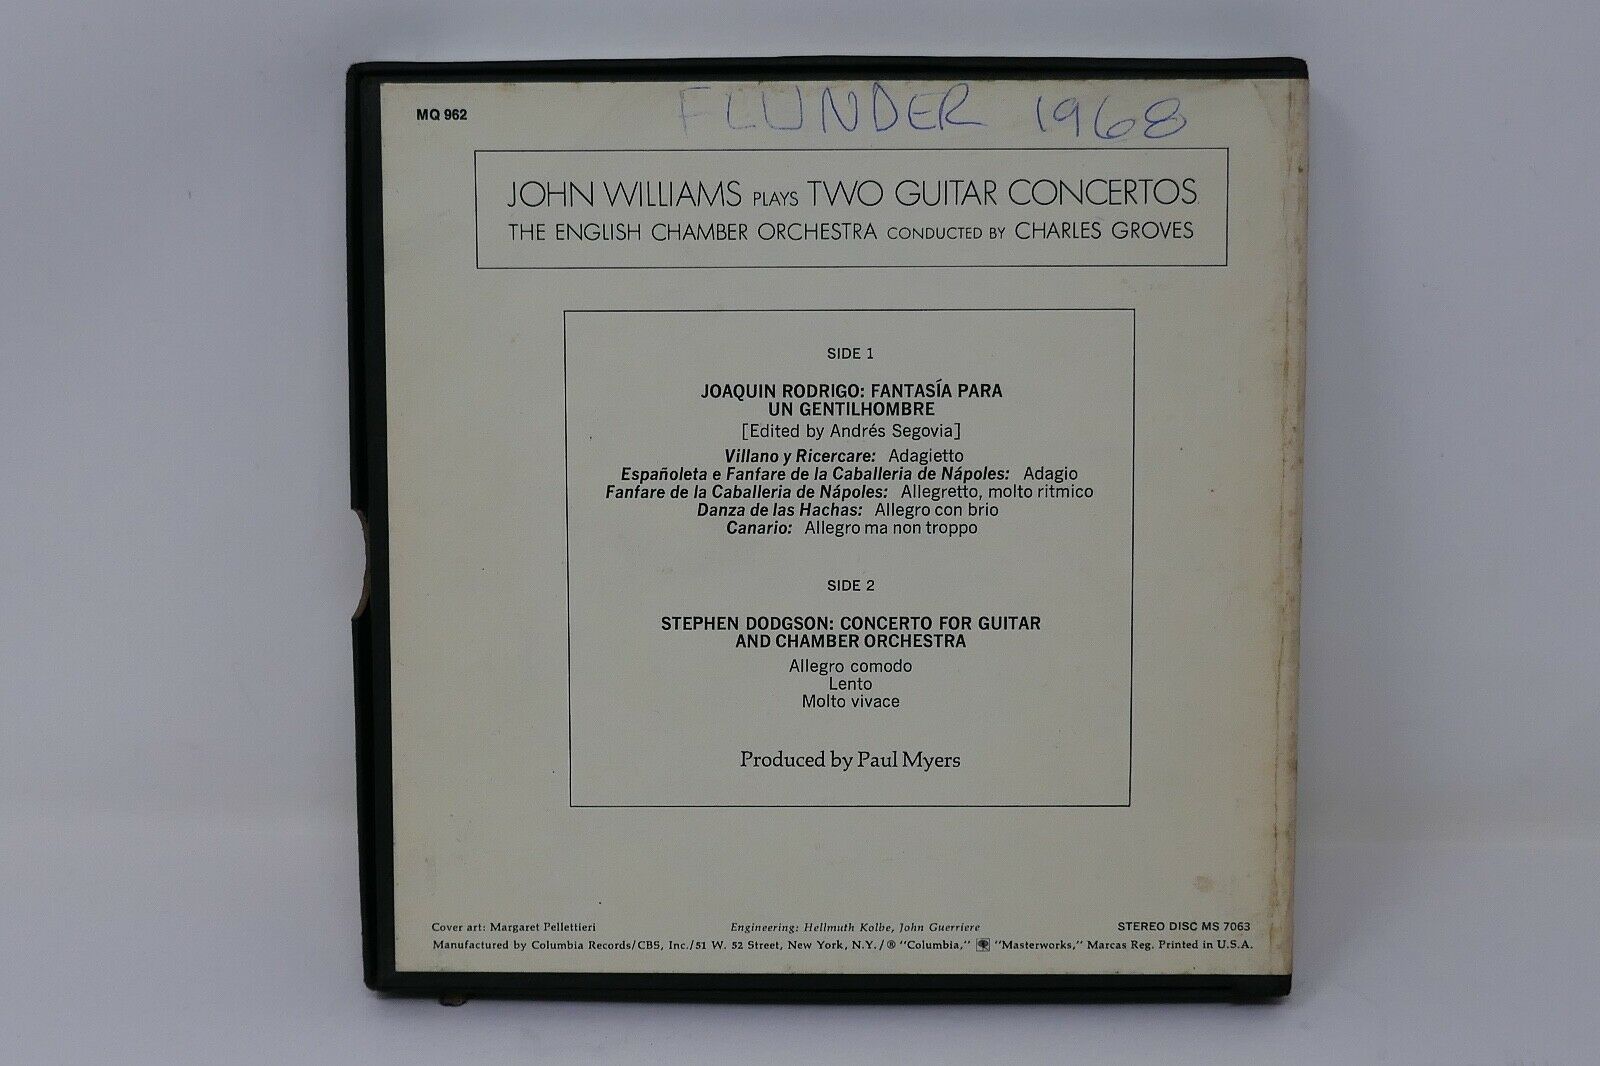 MQ 962
FLUNDER 1968
JOHN WILLIAMS PLAYS TWO GUITAR CONCERTOS
THE ENGLISH CHAMBER ORCHESTRA CONDUCTED BY CHARLES GROVES
SIDE 1
JOAQUIN RODRIGO: FANTASÍA PARA
UN GENTILHOMBRE
[Edited by Andrés Segovia]
Villano y Ricercare: Adagietto
Españoleta e Fanfare de la Caballeria de Nápoles: Adagio
Fanfare de la Caballeria de Nápoles: Allegretto, molto ritmico
Danza de las Hachas: Allegro con brio
Canario: Allegro ma non troppo
SIDE 2
STEPHEN DODGSON: CONCERTO FOR GUITAR
AND CHAMBER ORCHESTRA
Allegro comodo
Lento
Molto vivace
Produced by Paul Myers
Cover art: Margaret Pellettieri Engineering: Hellmuth Kolbe, John Guerriere STEREO DISC MS 7063
Manufactured by Columbia Records/CBS, Inc./51 W. 52 Street, New York, N.Y./® "Columbia," "Masterworks," Marcas Reg. Printed in U.S.A.